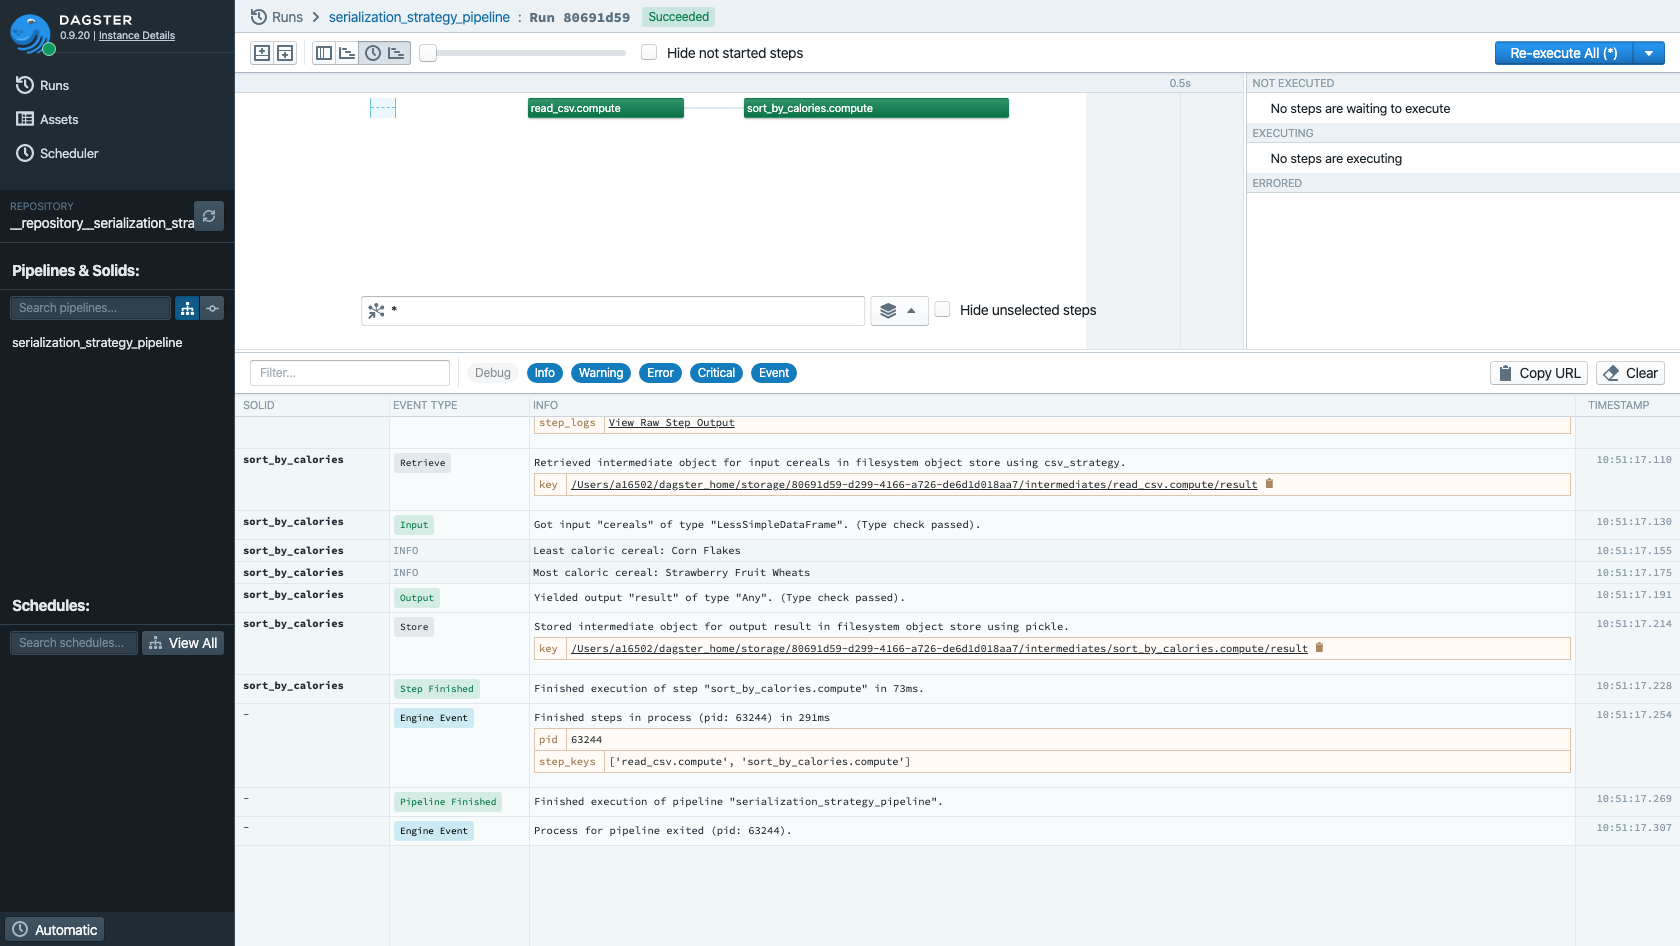 DAGSTER
0.9.20 | Instance Details
Runs
Assets
Scheduler
REPOSITORY
__repository__serialization_stra
Pipelines & Solids:
Search pipelines...
serialization_strategy_pipeline
Schedules:
Search schedules...
View All
Automatic
Runs > serialization_strategy_pipeline : Run 80691d59 Succeeded
Hide not started steps
Re-execute All (*)
0.5s
read_csv.compute
sort_by_calories.compute
*
Hide unselected steps
NOT EXECUTED
No steps are waiting to execute
EXECUTING
No steps are executing
ERRORED
Filter... Debug Info Warning Error Critical Event Copy URL Clear
SOLID EVENT TYPE INFO TIMESTAMP
step_logs View Raw Step Output
sort_by_calories Retrieve Retrieved intermediate object for input cereals in filesystem object store using csv_strategy. 10:51:17.110
key /Users/a16502/dagster_home/storage/80691d59-d299-4166-a726-de6d1d018aa7/intermediates/read_csv.compute/result
sort_by_calories Input Got input "cereals" of type "LessSimpleDataFrame". (Type check passed). 10:51:17.130
sort_by_calories INFO Least caloric cereal: Corn Flakes 10:51:17.155
sort_by_calories INFO Most caloric cereal: Strawberry Fruit Wheats 10:51:17.175
sort_by_calories Output Yielded output "result" of type "Any". (Type check passed). 10:51:17.191
sort_by_calories Store Stored intermediate object for output result in filesystem object store using pickle. 10:51:17.214
key /Users/a16502/dagster_home/storage/80691d59-d299-4166-a726-de6d1d018aa7/intermediates/sort_by_calories.compute/result
sort_by_calories Step Finished Finished execution of step "sort_by_calories.compute" in 73ms. 10:51:17.228
- Engine Event Finished steps in process (pid: 63244) in 291ms 10:51:17.254
pid 63244
step_keys ['read_csv.compute', 'sort_by_calories.compute']
- Pipeline Finished Finished execution of pipeline "serialization_strategy_pipeline". 10:51:17.269
- Engine Event Process for pipeline exited (pid: 63244). 10:51:17.307